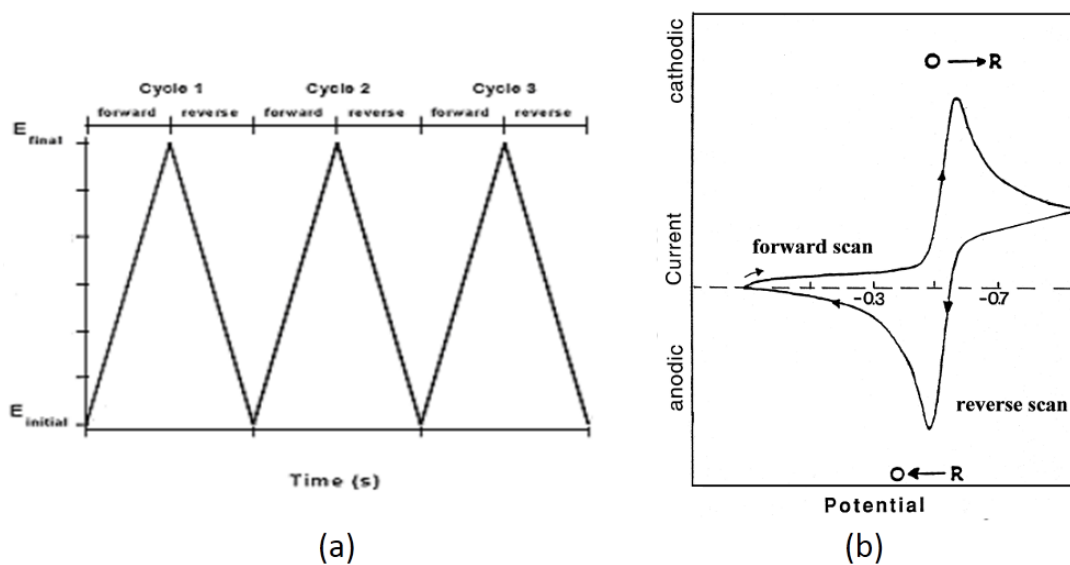 Cycle 1 Cycle 2 Cycle 3
forward reverse forward reverse forward reverse
E final
E initial
Time (s)
(a)
cathodic
Current
anodic
O → R
forward scan
-0.3 -0.7
reverse scan
O ← R
Potential
(b)